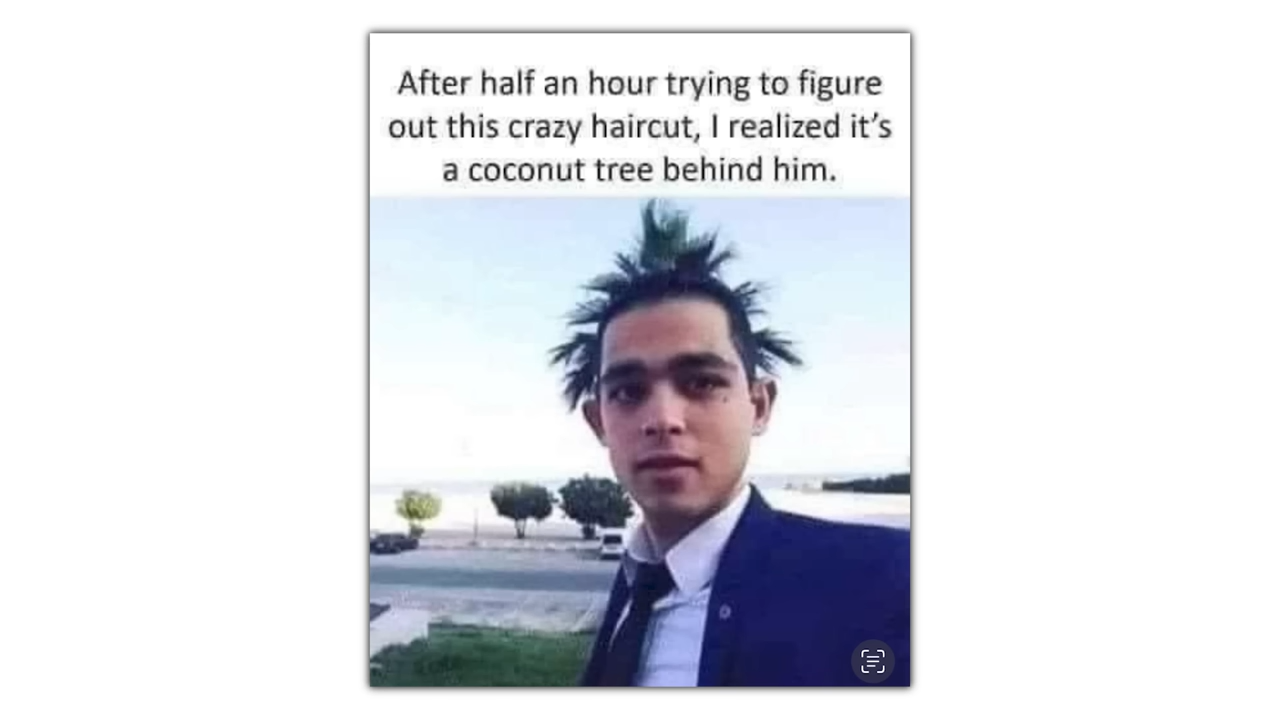 After half an hour trying to figure
out this crazy haircut, I realized it’s
a coconut tree behind him.